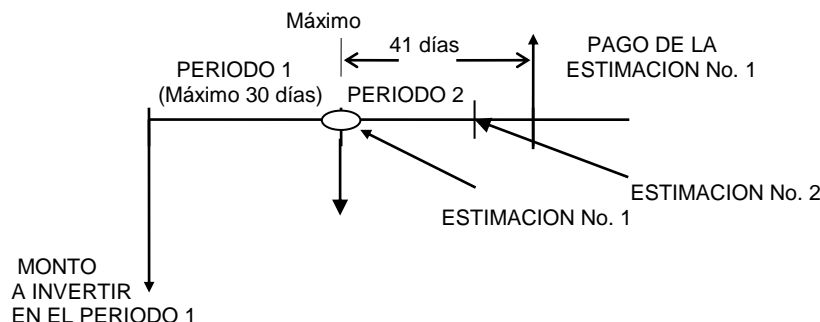 Máximo
41 días
PAGO DE LA
ESTIMACION No. 1
PERIODO 1
(Máximo 30 días)
PERIODO 2
ESTIMACION No. 2
ESTIMACION No. 1
MONTO
A INVERTIR
EN EL PERIODO 1